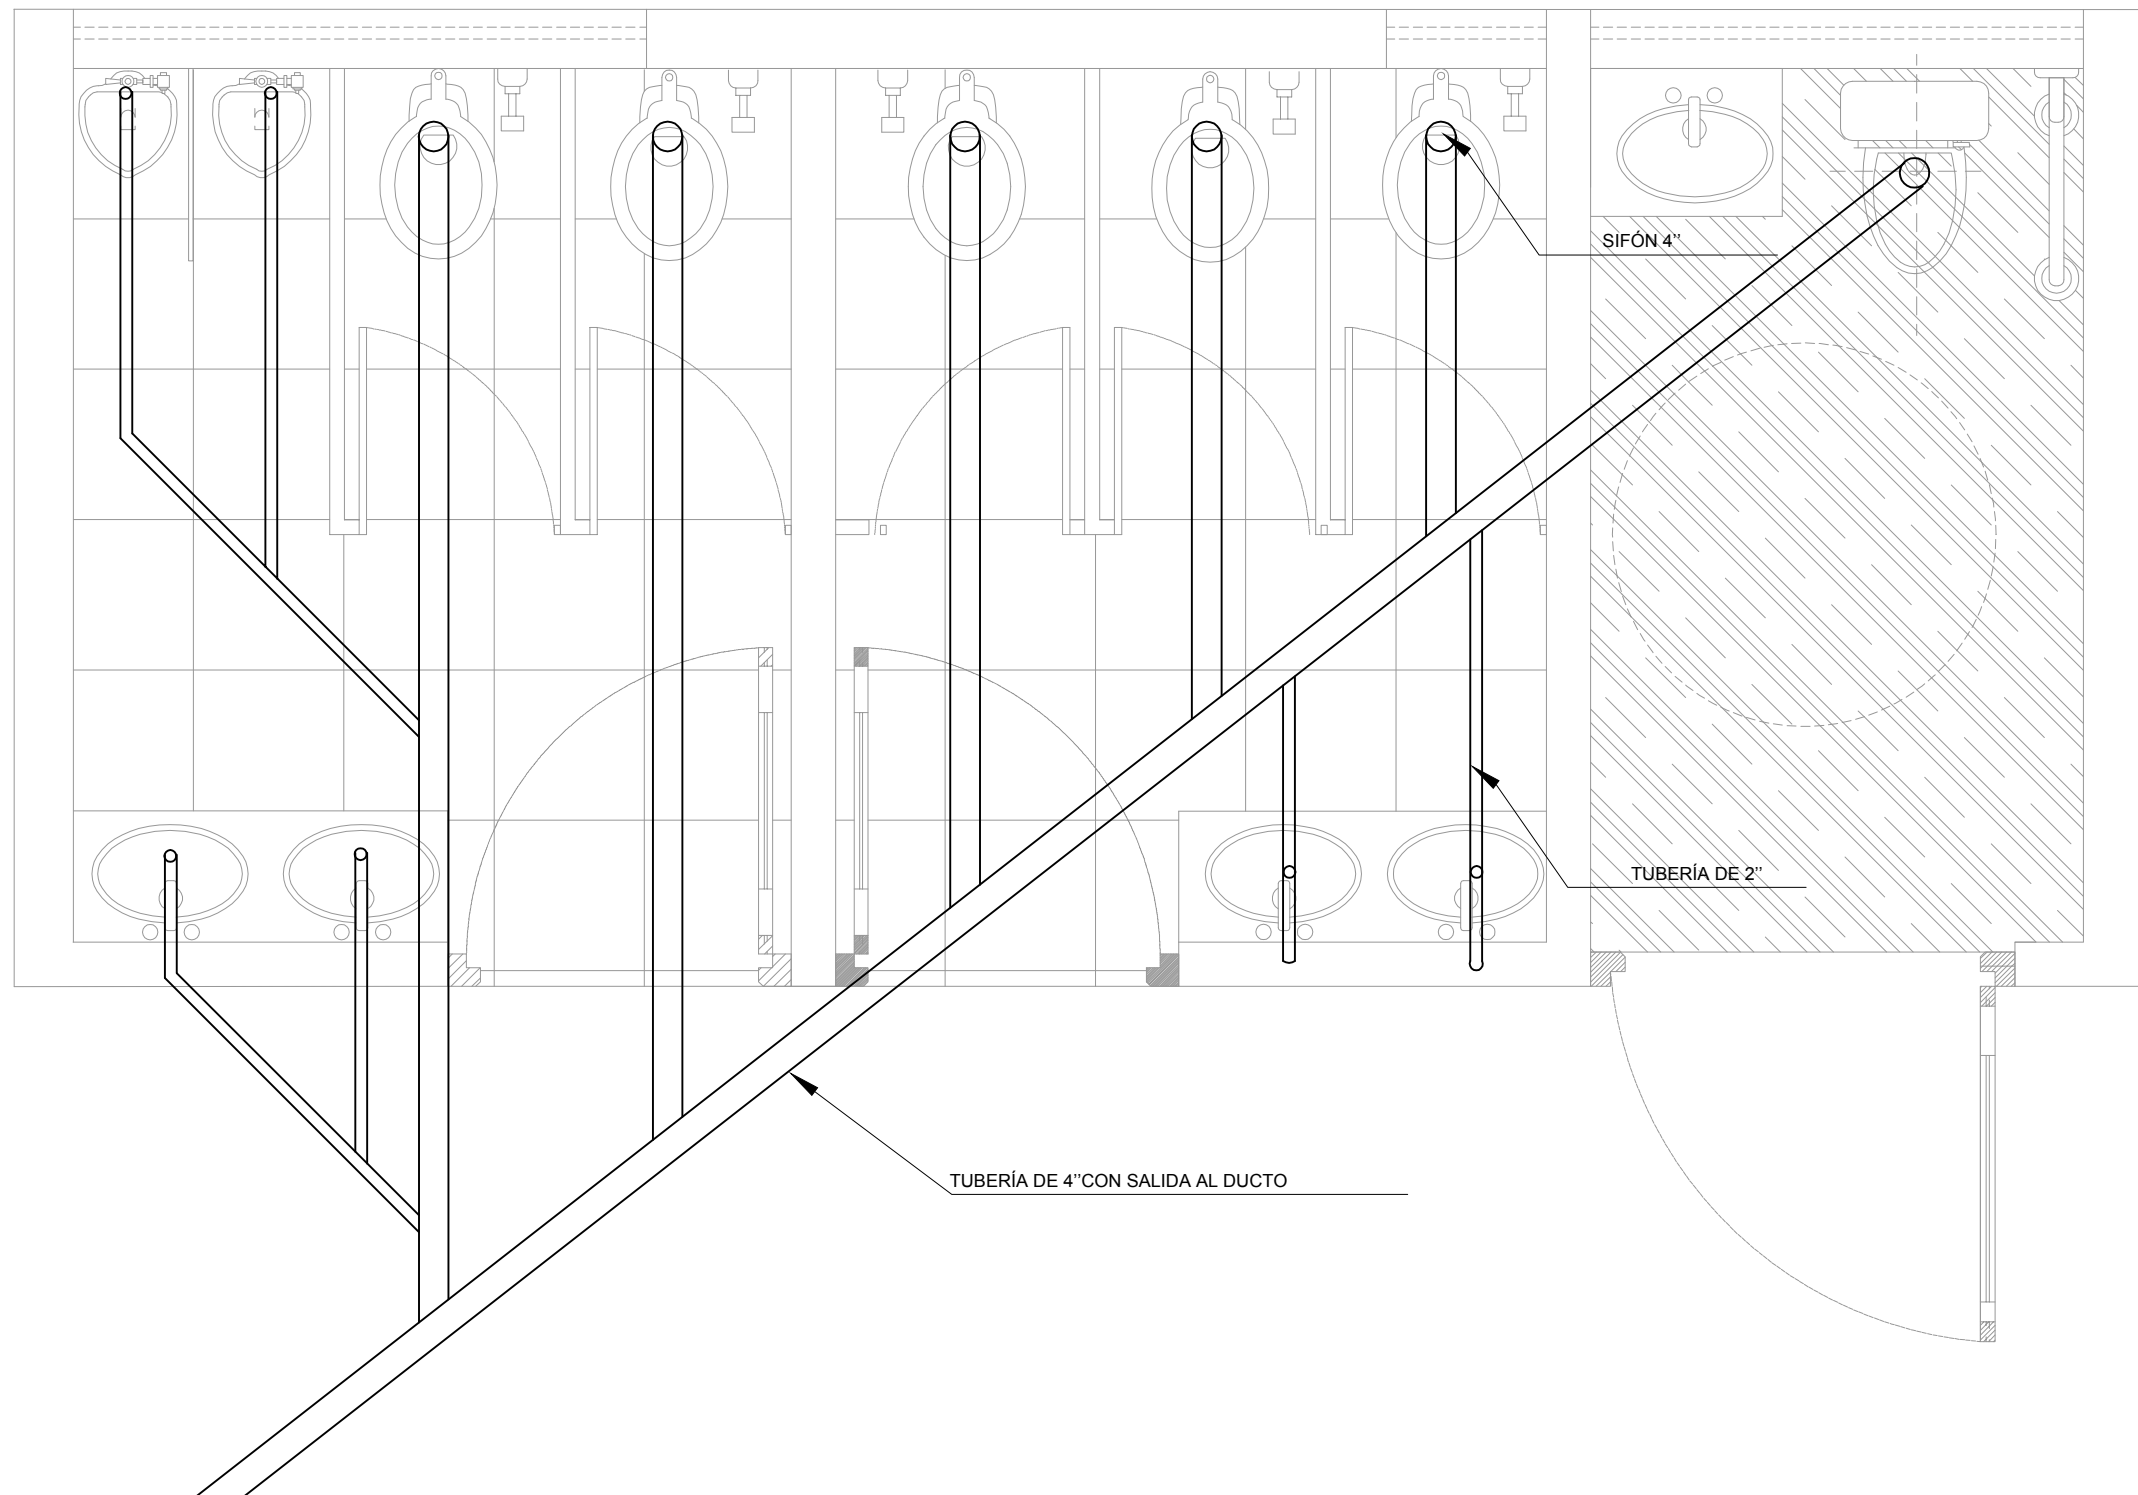 SIFÓN 4’’
TUBERÍA DE 2’’
TUBERÍA DE 4’’CON SALIDA AL DUCTO